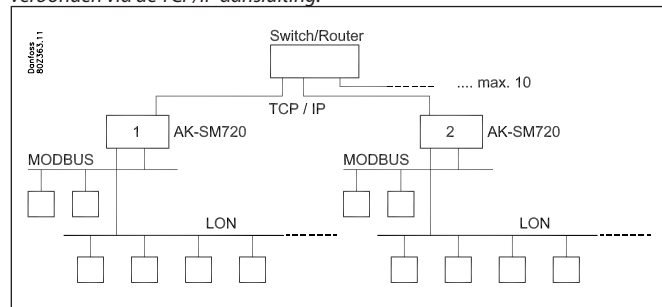 verbonden via de TCP/IP aansluiting.
Danfoss
80Z363.11
Switch/Router
.... max. 10
TCP / IP
1 AK-SM720
2 AK-SM720
MODBUS
MODBUS
LON
LON